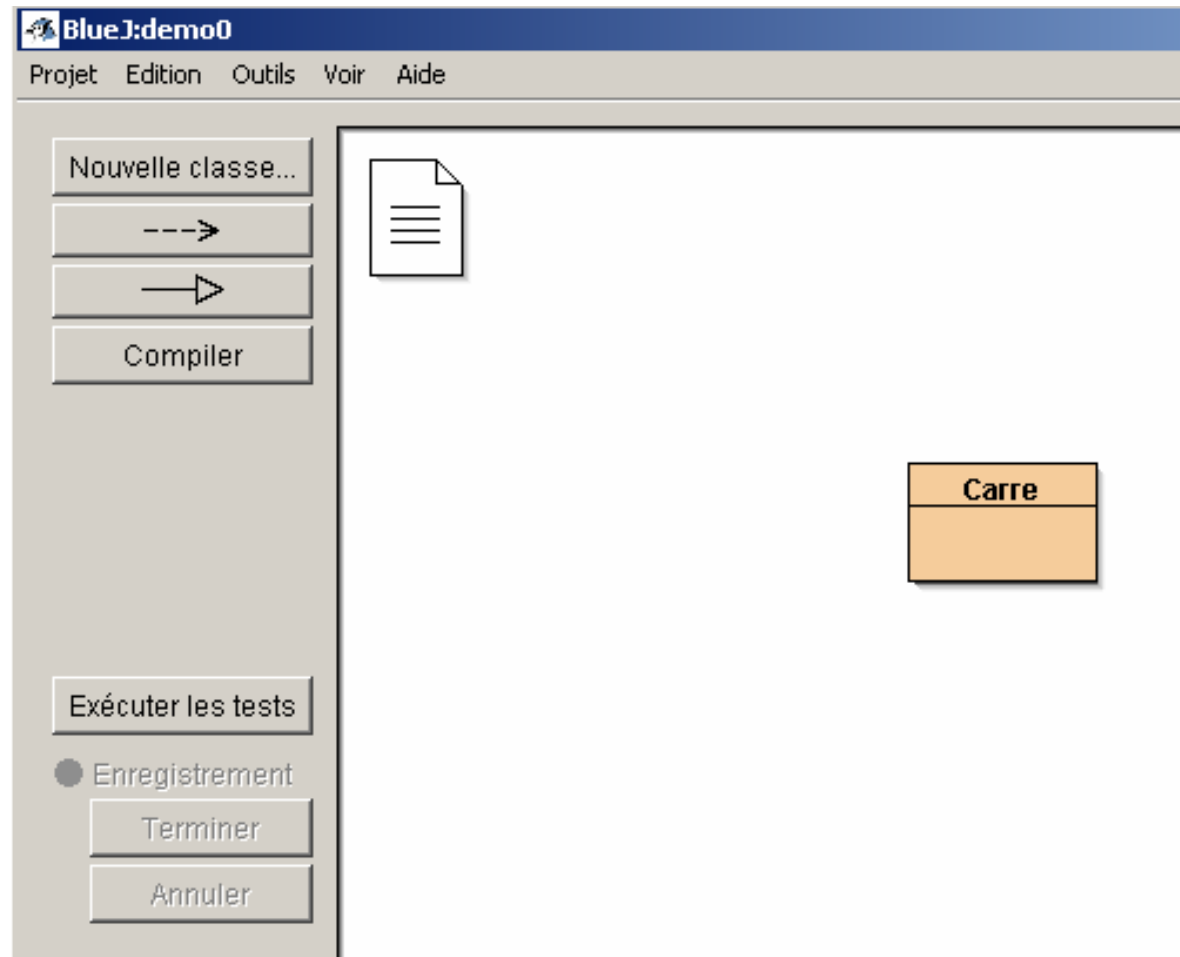 BlueJ:demo0
Projet Edition Outils Voir Aide
Nouvelle classe...
Compiler
Carre
Exécuter les tests
Enregistrement
Terminer
Annuler